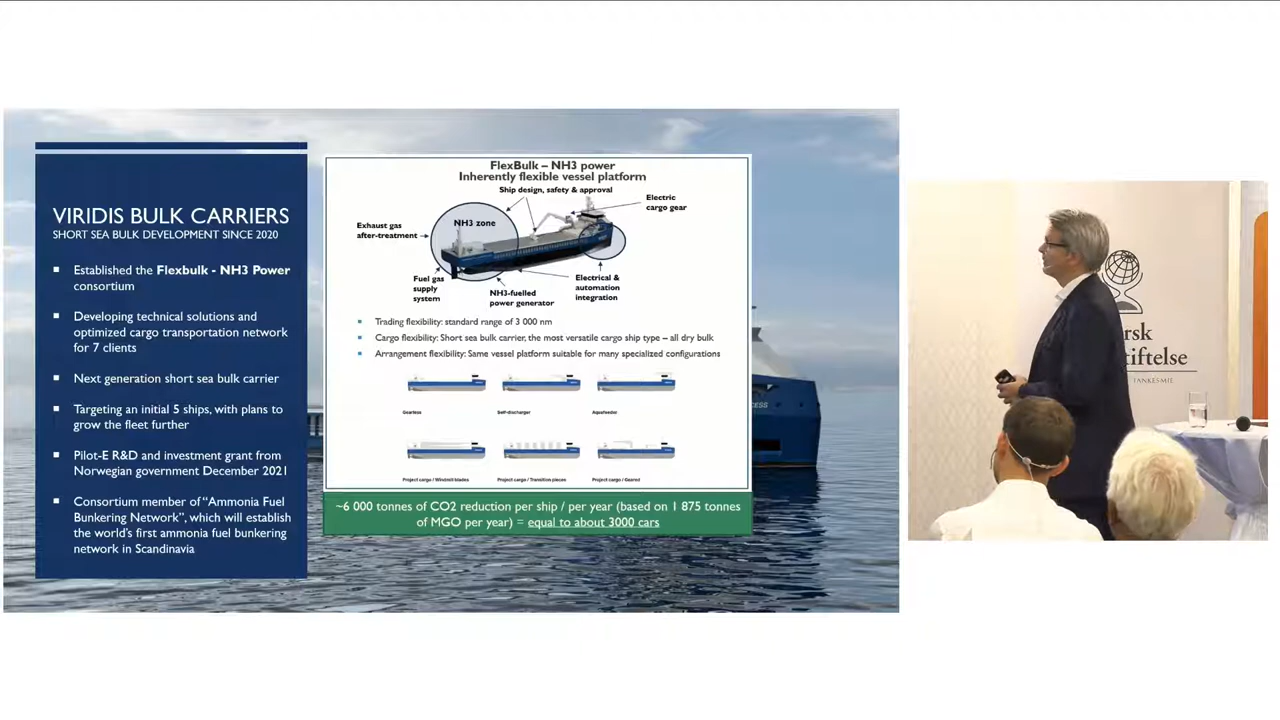 VIRIDIS BULK CARRIERS
SHORT SEA BULK DEVELOPMENT SINCE 2020
Established the Flexbulk - NH3 Power
consortium
Developing technical solutions and
optimized cargo transportation network
for 7 clients
Next generation short sea bulk carrier
Targeting an initial 5 ships, with plans to
grow the fleet further
Pilot-E R&D and investment grant from
Norwegian government December 2021
Consortium member of "Ammonia Fuel
Bunkering Network", which will establish
the world's first ammonia fuel bunkering
network in Scandinavia
FlexBulk – NH3 power
Inherently flexible vessel platform
Ship design, safety & approval
Electric
cargo gear
NH3 zone
Exhaust gas
after-treatment
Fuel gas
supply
system
NH3-fuelled
power generator
Electrical &
automation
integration
Trading flexibility: standard range of 3 000 nm
Cargo flexibility: Short sea bulk carrier, the most versatile cargo ship type – all dry bulk
Arrangement flexibility: Same vessel platform suitable for many specialized configurations
Gearless
Self-discharger
Aquafeeder
Project cargo / Windmill blades
Project cargo / Transition pieces
Project cargo / Geared
~6 000 tonnes of CO2 reduction per ship / per year (based on 1 875 tonnes
of MGO per year) = equal to about 3000 cars
CESS
rsk
tiftelse
TANKESMIE